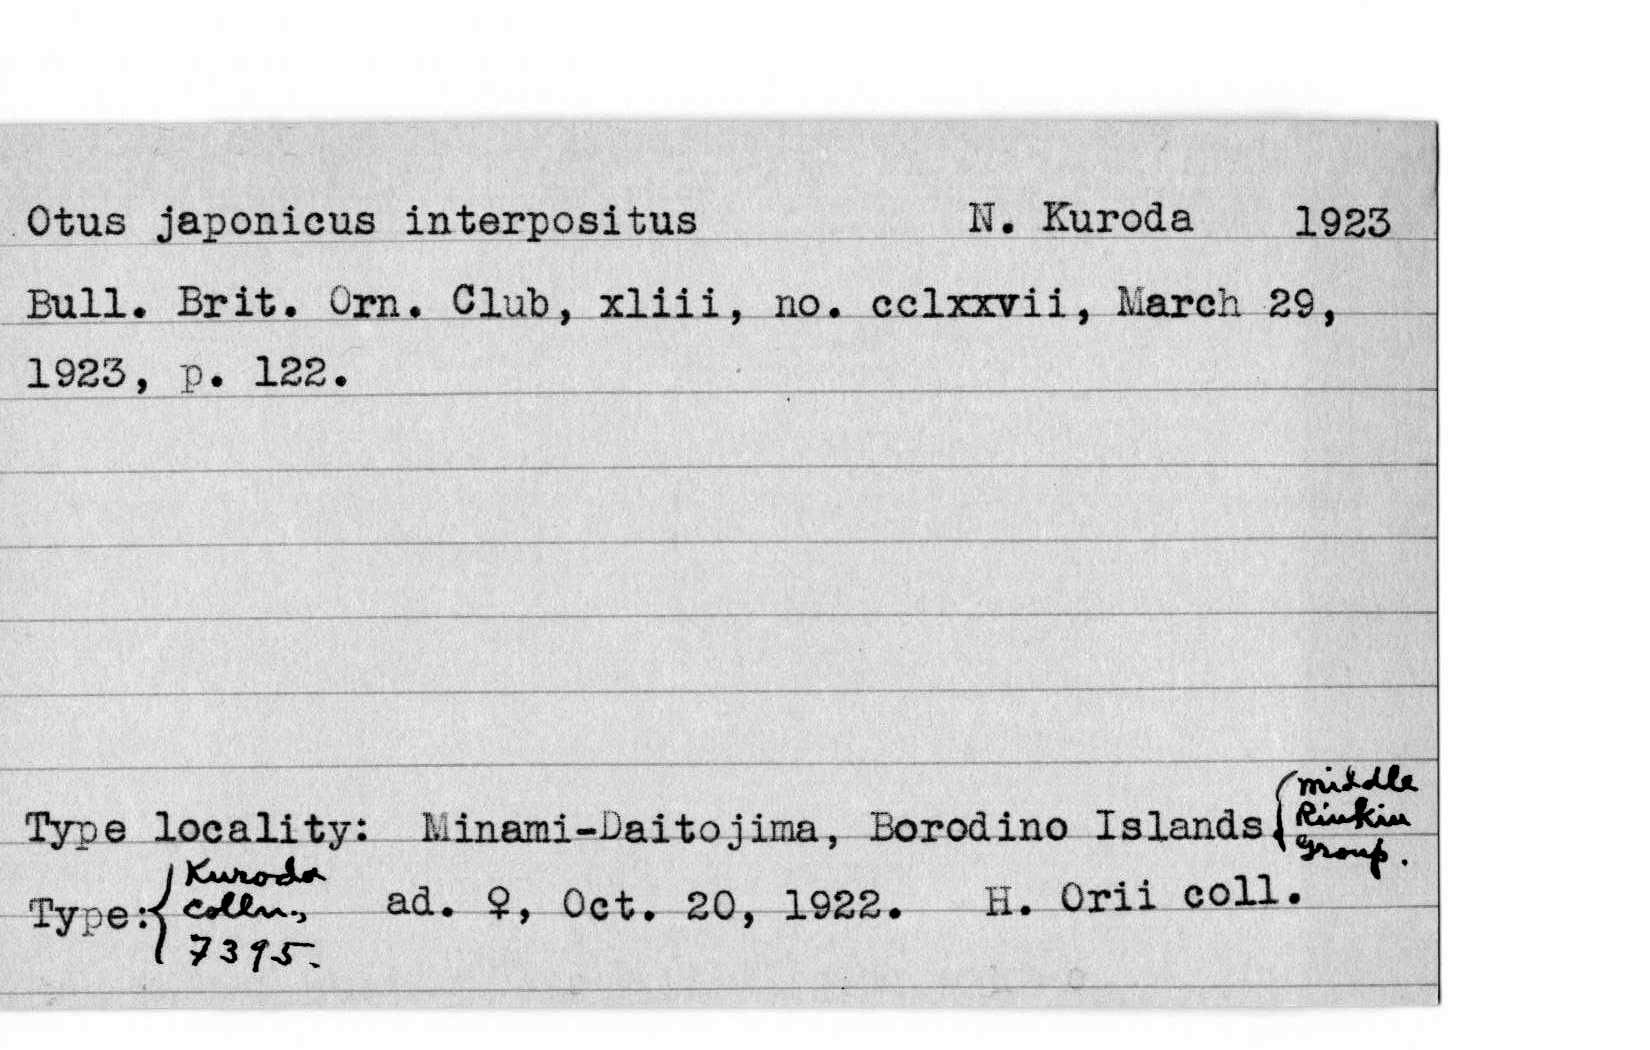 Otus japonicus interpositus N. Kuroda 1923
Bull. Brit. Orn. Club, xliii, no. cclxxvii, March 29,
1923, p. 122.
middle
Type locality: Minami-Daitojima, Borodino Islands, Riukiu
Group.
Kuroda
Type: colln., ad. ♀, Oct. 20, 1922. H. Orii coll.
7395.